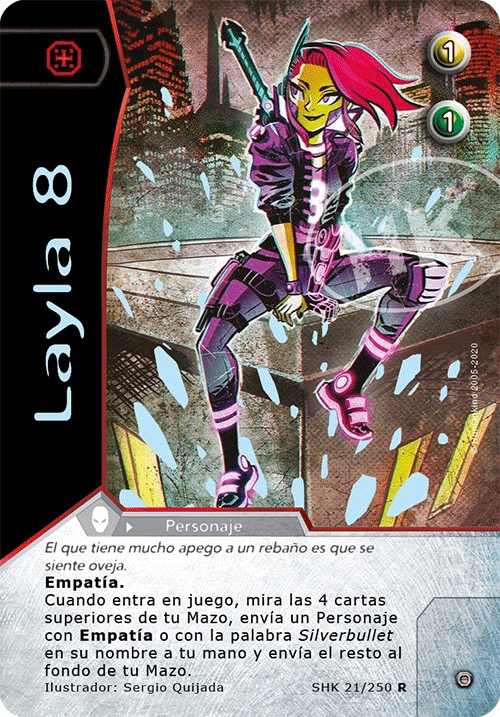 1
1
Layla 8
Personaje
El que tiene mucho apego a un rebaño es que se
siente oveja.
Empatía.
Cuando entra en juego, mira las 4 cartas
superiores de tu Mazo, envía un Personaje
con Empatía o con la palabra Silverbullet
en su nombre a tu mano y envía el resto al
fondo de tu Mazo.
Ilustrador: Sergio Quijada
SHK 21/250 R
2005-2020